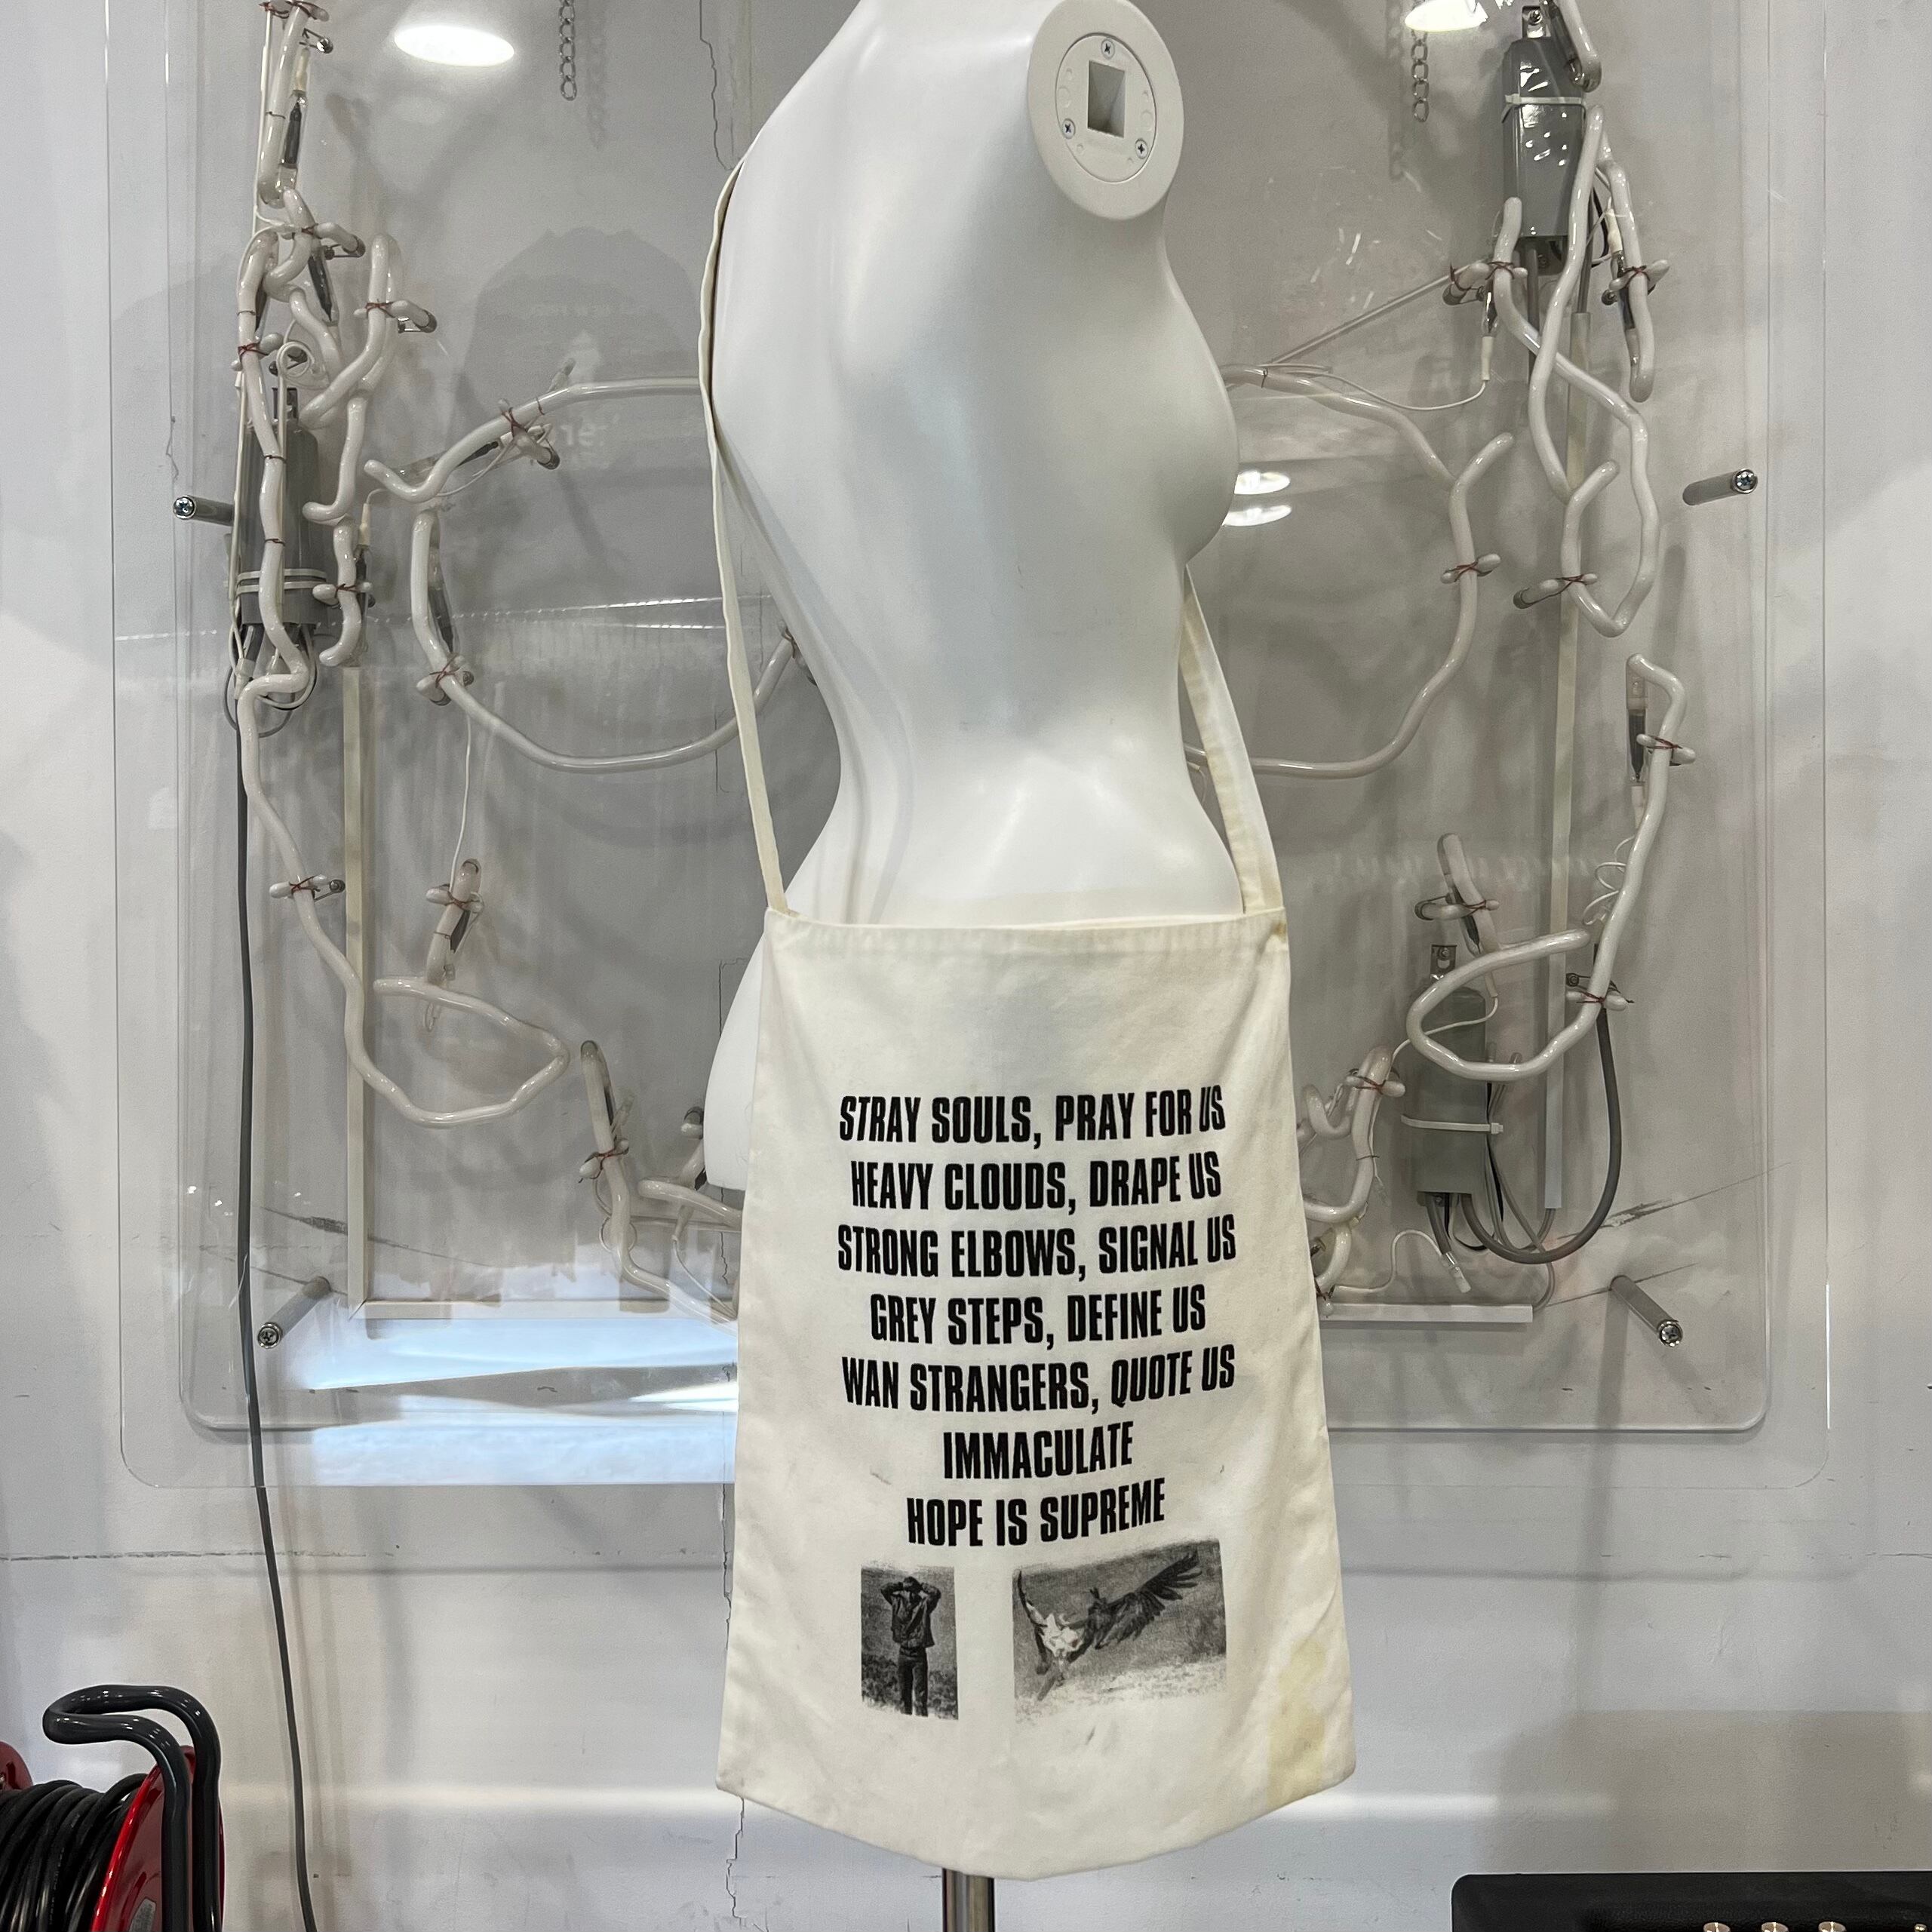 STRAY SOULS, PRAY FOR US
HEAVY CLOUDS, DRAPE US
STRONG ELBOWS, SIGNAL US
GREY STEPS, DEFINE US
WAN STRANGERS, QUOTE US
IMMACULATE
HOPE IS SUPREME